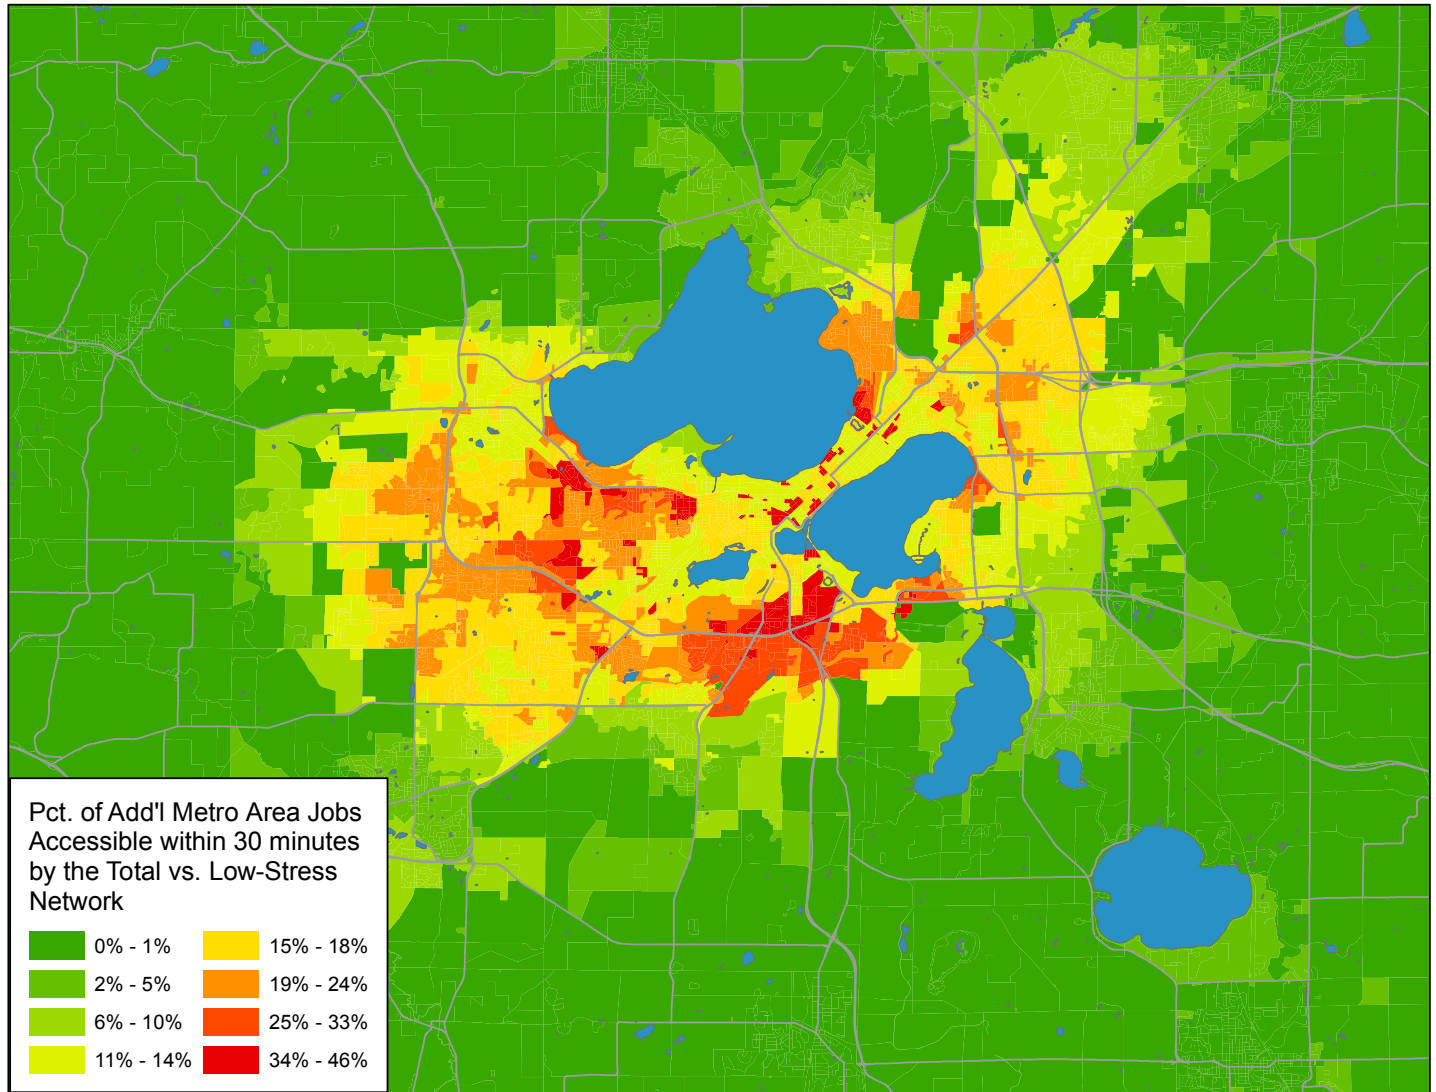 Pct. of Add'l Metro Area Jobs
Accessible within 30 minutes
by the Total vs. Low-Stress
Network
0% - 1%
2% - 5%
6% - 10%
11% - 14%
15% - 18%
19% - 24%
25% - 33%
34% - 46%